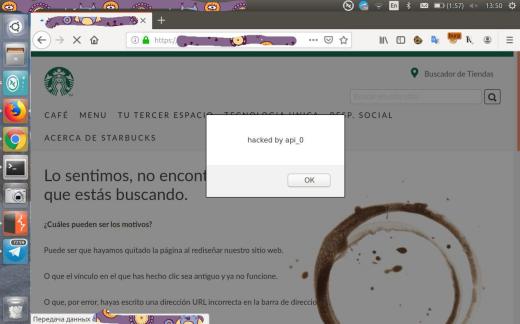 En
(1:57)
13:50
https:/
Buscador de Tiendas
CAFÉ MENU TU TERCER ESPACIO TECNOLOGIA UNICA RESP. SOCIAL
ACERCA DE STARBUCKS
hacked by api_0
OK
Lo sentimos, no encont
que estás buscando.
¿Cuáles pueden ser los motivos?
Puede ser que hayamos quitado la página al rediseñar nuestro sitio web.
O que el vínculo en el que has hecho clic sea antiguo y ya no funcione.
O que, por error, hayas escrito una dirección URL incorrecta en la barra de direccio
Передача данных с